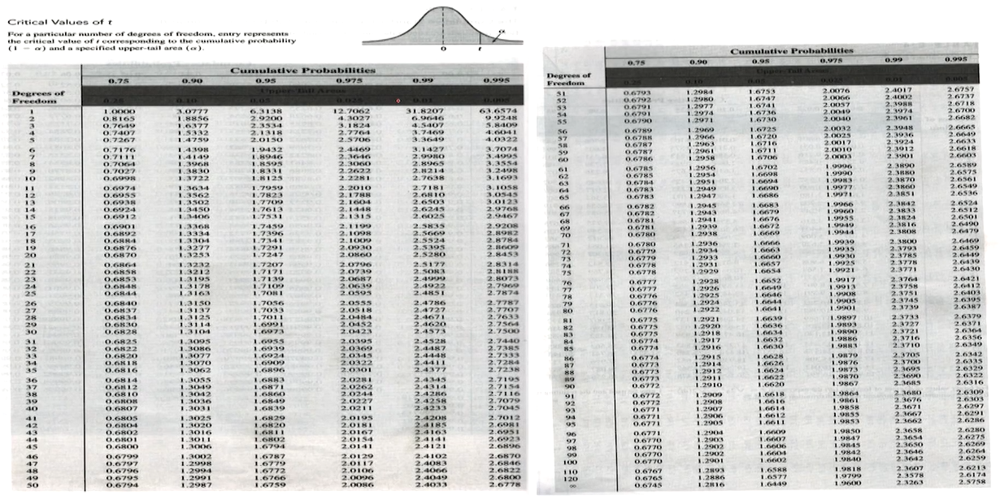 Critical Values of t
For a particular number of degrees of freedom, entry represents
the critical value of t corresponding to the cumulative probability
(1 − α) and a specified upper-tail area (α).
α
0 t
Cumulative Probabilities
0.75 0.90 0.95 0.975 0.99 0.995
Upper-Tail Areas
Degrees of
Freedom 0.25 0.10 0.05 0.025 0.01 0.005
1 1.0000 3.0777 6.3138 12.7062 31.8207 63.6574
2 0.8165 1.8856 2.9200 4.3027 6.9646 9.9248
3 0.7649 1.6377 2.3534 3.1824 4.5407 5.8409
4 0.7407 1.5332 2.1318 2.7764 3.7469 4.6041
5 0.7267 1.4759 2.0150 2.5706 3.3649 4.0322
6 0.7176 1.4398 1.9432 2.4469 3.1427 3.7074
7 0.7111 1.4149 1.8946 2.3646 2.9980 3.4995
8 0.7064 1.3968 1.8595 2.3060 2.8965 3.3554
9 0.7027 1.3830 1.8331 2.2622 2.8214 3.2498
10 0.6998 1.3722 1.8125 2.2281 2.7638 3.1693
11 0.6974 1.3634 1.7959 2.2010 2.7181 3.1058
12 0.6955 1.3562 1.7823 2.1788 2.6810 3.0545
13 0.6938 1.3502 1.7709 2.1604 2.6503 3.0123
14 0.6924 1.3450 1.7613 2.1448 2.6245 2.9768
15 0.6912 1.3406 1.7531 2.1315 2.6025 2.9467
16 0.6901 1.3368 1.7459 2.1199 2.5835 2.9208
17 0.6892 1.3334 1.7396 2.1098 2.5669 2.8982
18 0.6884 1.3304 1.7341 2.1009 2.5524 2.8784
19 0.6876 1.3277 1.7291 2.0930 2.5395 2.8609
20 0.6870 1.3253 1.7247 2.0860 2.5280 2.8453
21 0.6864 1.3232 1.7207 2.0796 2.5177 2.8314
22 0.6858 1.3212 1.7171 2.0739 2.5083 2.8188
23 0.6853 1.3195 1.7139 2.0687 2.4999 2.8073
24 0.6848 1.3178 1.7109 2.0639 2.4922 2.7969
25 0.6844 1.3163 1.7081 2.0595 2.4851 2.7874
26 0.6840 1.3150 1.7056 2.0555 2.4786 2.7787
27 0.6837 1.3137 1.7033 2.0518 2.4727 2.7707
28 0.6834 1.3125 1.7011 2.0484 2.4671 2.7633
29 0.6830 1.3114 1.6991 2.0452 2.4620 2.7564
30 0.6828 1.3104 1.6973 2.0423 2.4573 2.7500
31 0.6825 1.3095 1.6955 2.0395 2.4528 2.7440
32 0.6822 1.3086 1.6939 2.0369 2.4487 2.7385
33 0.6820 1.3077 1.6924 2.0345 2.4448 2.7333
34 0.6818 1.3070 1.6909 2.0322 2.4411 2.7284
35 0.6816 1.3062 1.6896 2.0301 2.4377 2.7238
36 0.6814 1.3055 1.6883 2.0281 2.4345 2.7195
37 0.6812 1.3049 1.6871 2.0262 2.4314 2.7154
38 0.6810 1.3042 1.6860 2.0244 2.4286 2.7116
39 0.6808 1.3036 1.6849 2.0227 2.4258 2.7079
40 0.6807 1.3031 1.6839 2.0211 2.4233 2.7045
41 0.6805 1.3025 1.6829 2.0195 2.4208 2.7012
42 0.6804 1.3020 1.6820 2.0181 2.4185 2.6981
43 0.6802 1.3016 1.6811 2.0167 2.4163 2.6951
44 0.6801 1.3011 1.6802 2.0154 2.4141 2.6923
45 0.6800 1.3006 1.6794 2.0141 2.4121 2.6896
46 0.6799 1.3002 1.6787 2.0129 2.4102 2.6870
47 0.6797 1.2998 1.6779 2.0117 2.4083 2.6846
48 0.6796 1.2994 1.6772 2.0106 2.4066 2.6822
49 0.6795 1.2991 1.6766 2.0096 2.4049 2.6800
50 0.6794 1.2987 1.6759 2.0086 2.4033 2.6778
Cumulative Probabilities
0.75 0.90 0.95 0.975 0.99 0.995
Upper-Tail Areas
Degrees of
Freedom 0.25 0.10 0.05 0.025 0.01 0.005
51 0.6793 1.2984 1.6753 2.0076 2.4017 2.6757
52 0.6792 1.2980 1.6747 2.0066 2.4002 2.6737
53 0.6791 1.2977 1.6741 2.0057 2.3988 2.6718
54 0.6791 1.2974 1.6736 2.0049 2.3974 2.6700
55 0.6790 1.2971 1.6730 2.0040 2.3961 2.6682
56 0.6789 1.2969 1.6725 2.0032 2.3948 2.6665
57 0.6788 1.2966 1.6720 2.0025 2.3936 2.6649
58 0.6787 1.2963 1.6716 2.0017 2.3924 2.6633
59 0.6787 1.2961 1.6711 2.0010 2.3912 2.6618
60 0.6786 1.2958 1.6706 2.0003 2.3901 2.6603
61 0.6785 1.2956 1.6702 1.9996 2.3890 2.6589
62 0.6785 1.2954 1.6698 1.9990 2.3880 2.6575
63 0.6784 1.2951 1.6694 1.9983 2.3870 2.6561
64 0.6783 1.2949 1.6690 1.9977 2.3860 2.6549
65 0.6783 1.2947 1.6686 1.9971 2.3851 2.6536
66 0.6782 1.2945 1.6683 1.9966 2.3842 2.6524
67 0.6782 1.2943 1.6679 1.9960 2.3833 2.6512
68 0.6781 1.2941 1.6676 1.9955 2.3824 2.6501
69 0.6781 1.2939 1.6672 1.9949 2.3816 2.6490
70 0.6780 1.2938 1.6669 1.9944 2.3808 2.6479
71 0.6780 1.2936 1.6666 1.9939 2.3800 2.6469
72 0.6779 1.2934 1.6663 1.9935 2.3793 2.6459
73 0.6779 1.2933 1.6660 1.9930 2.3785 2.6449
74 0.6778 1.2931 1.6657 1.9925 2.3778 2.6439
75 0.6778 1.2929 1.6654 1.9921 2.3771 2.6430
76 0.6777 1.2928 1.6652 1.9917 2.3764 2.6421
77 0.6777 1.2926 1.6649 1.9913 2.3758 2.6412
78 0.6776 1.2925 1.6646 1.9908 2.3751 2.6403
79 0.6776 1.2924 1.6644 1.9905 2.3745 2.6395
80 0.6776 1.2922 1.6641 1.9901 2.3739 2.6387
81 0.6775 1.2921 1.6639 1.9897 2.3733 2.6379
82 0.6775 1.2920 1.6636 1.9893 2.3727 2.6371
83 0.6775 1.2918 1.6634 1.9890 2.3721 2.6364
84 0.6774 1.2917 1.6632 1.9886 2.3716 2.6356
85 0.6774 1.2916 1.6630 1.9883 2.3710 2.6349
86 0.6774 1.2915 1.6628 1.9879 2.3705 2.6342
87 0.6773 1.2914 1.6626 1.9876 2.3700 2.6335
88 0.6773 1.2912 1.6624 1.9873 2.3695 2.6329
89 0.6773 1.2911 1.6622 1.9870 2.3690 2.6322
90 0.6772 1.2910 1.6620 1.9867 2.3685 2.6316
91 0.6772 1.2909 1.6618 1.9864 2.3680 2.6309
92 0.6772 1.2908 1.6616 1.9861 2.3676 2.6303
93 0.6771 1.2907 1.6614 1.9858 2.3671 2.6297
94 0.6771 1.2906 1.6612 1.9855 2.3667 2.6291
95 0.6771 1.2905 1.6611 1.9853 2.3662 2.6286
96 0.6771 1.2904 1.6609 1.9850 2.3658 2.6280
97 0.6770 1.2903 1.6607 1.9847 2.3654 2.6275
98 0.6770 1.2902 1.6606 1.9845 2.3650 2.6269
99 0.6770 1.2902 1.6604 1.9842 2.3646 2.6264
100 0.6770 1.2901 1.6602 1.9840 2.3642 2.6259
110 0.6767 1.2893 1.6588 1.9818 2.3607 2.6213
120 0.6765 1.2886 1.6577 1.9799 2.3578 2.6174
∞ 0.6745 1.2816 1.6449 1.9600 2.3263 2.5758